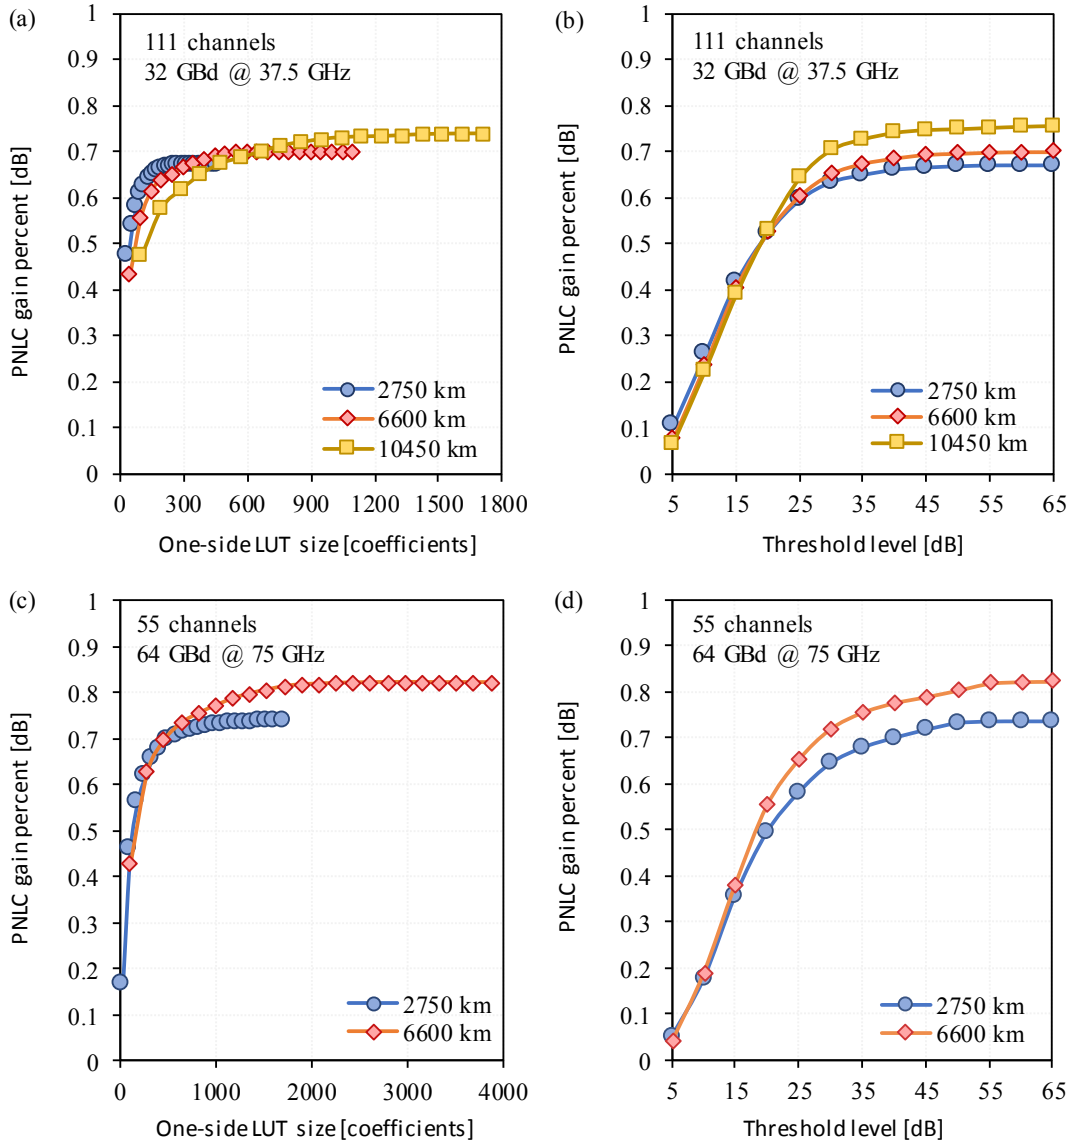 (a)
PNLC gain percent [dB]
1
0.9
0.8
0.7
0.6
0.5
0.4
0.3
0.2
0.1
0
111 channels
32 GBd @ 37.5 GHz
2750 km
6600 km
10450 km
0 300 600 900 1200 1500 1800
One-side LUT size [coefficients]
(b)
PNLC gain percent [dB]
1
0.9
0.8
0.7
0.6
0.5
0.4
0.3
0.2
0.1
0
111 channels
32 GBd @ 37.5 GHz
2750 km
6600 km
10450 km
5 15 25 35 45 55 65
Threshold level [dB]
(c)
PNLC gain percent [dB]
1
0.9
0.8
0.7
0.6
0.5
0.4
0.3
0.2
0.1
0
55 channels
64 GBd @ 75 GHz
2750 km
6600 km
0 1000 2000 3000 4000
One-side LUT size [coefficients]
(d)
PNLC gain percent [dB]
1
0.9
0.8
0.7
0.6
0.5
0.4
0.3
0.2
0.1
0
55 channels
64 GBd @ 75 GHz
2750 km
6600 km
5 15 25 35 45 55 65
Threshold level [dB]